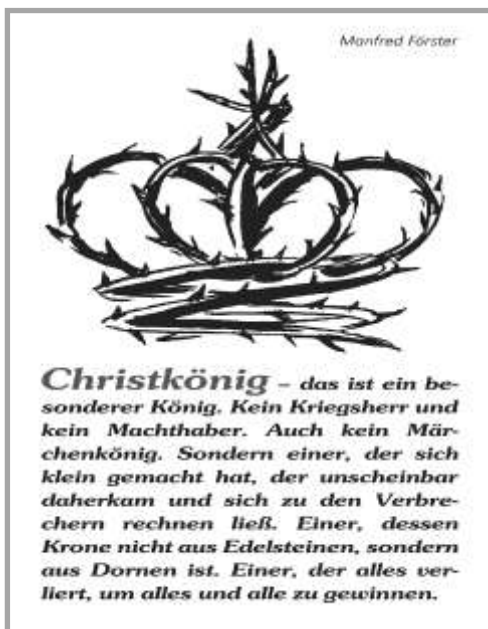 Manfred Förster
Christkönig – das ist ein be-
sonderer König. Kein Kriegsherr und
kein Machthaber. Auch kein Mär-
chenkönig. Sondern einer, der sich
klein gemacht hat, der unscheinbar
daherkam und sich zu den Verbre-
chern rechnen ließ. Einer, dessen
Krone nicht aus Edelsteinen, sondern
aus Dornen ist. Einer, der alles ver-
liert, um alles und alle zu gewinnen.